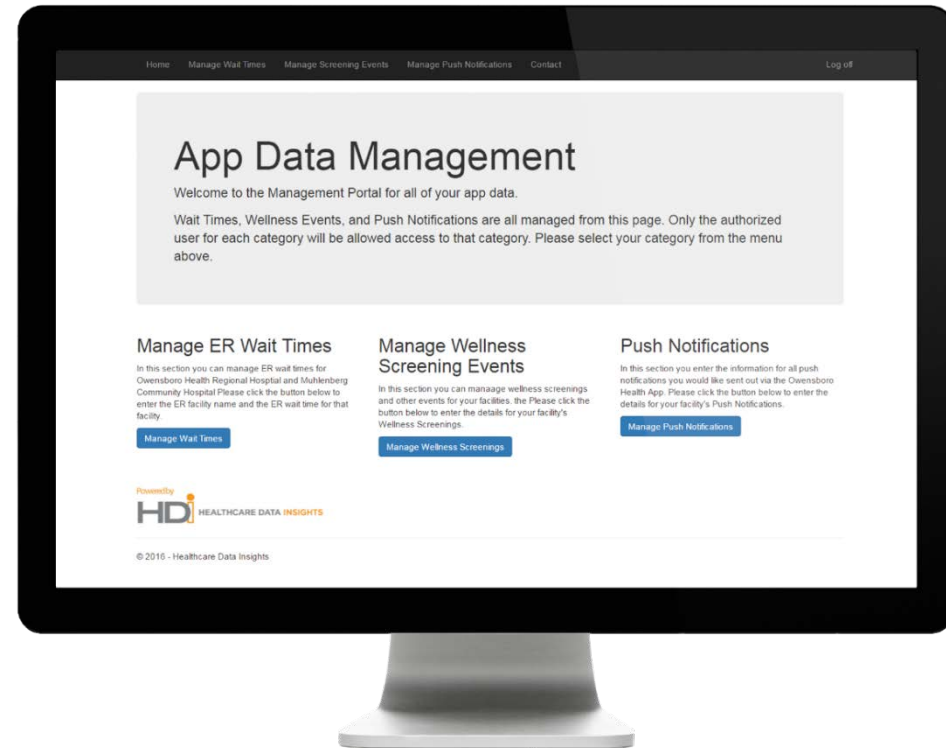 Home Manage Wait Times Manage Screening Events Manage Push Notifications Contact Log off
App Data Management
Welcome to the Management Portal for all of your app data.
Wait Times, Wellness Events, and Push Notifications are all managed from this page. Only the authorized
user for each category will be allowed access to that category. Please select your category from the menu
above.
Manage ER Wait Times
In this section you can manage ER wait times for
Owensboro Health Regional Hosptial and Muhlenberg
Community Hospital Please click the button below to
enter the ER facility name and the ER wait time for that
facility.
Manage Wait Times
Manage Wellness
Screening Events
In this section you can manaage wellness screenings
and other events for your facilities. the Please click the
button below to enter the details for your facility's
Wellness Screenings.
Manage Wellness Screenings
Push Notifications
In this section you enter the information for all push
notifications you would like sent out via the Owensboro
Health App. Please click the button below to enter the
details for your facility's Push Notifications.
Manage Push Notifications
Powered by
HDi HEALTHCARE DATA INSIGHTS
© 2016 - Healthcare Data Insights